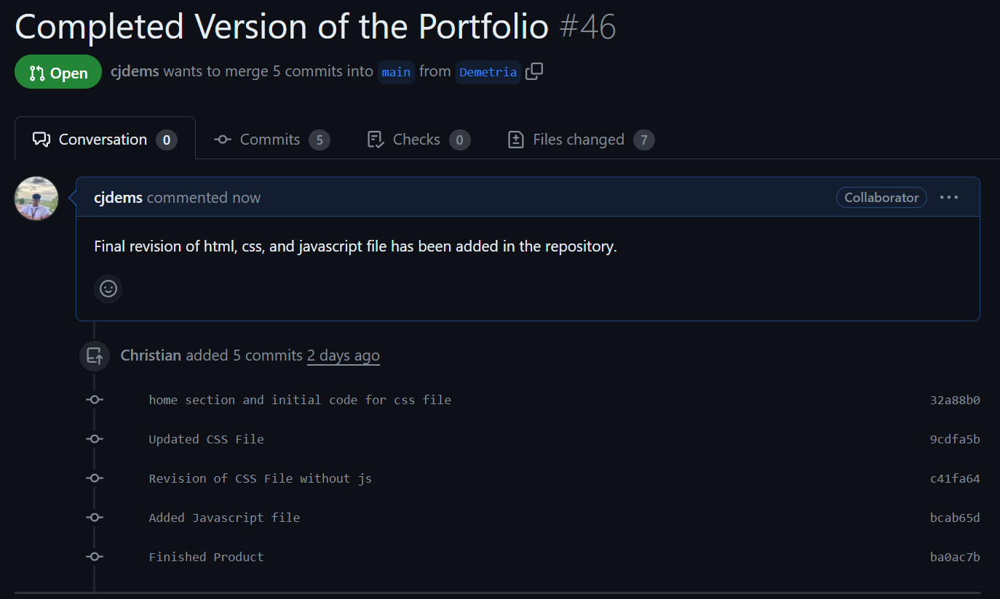 Completed Version of the Portfolio #46
Open cjdems wants to merge 5 commits into main from Demetria
Conversation 0 Commits 5 Checks 0 Files changed 7
cjdems commented now Collaborator
Final revision of html, css, and javascript file has been added in the repository.
Christian added 5 commits 2 days ago
home section and initial code for css file 32a88b0
Updated CSS File 9cdfa5b
Revision of CSS File without js c41fa64
Added Javascript file bcab65d
Finished Product ba0ac7b